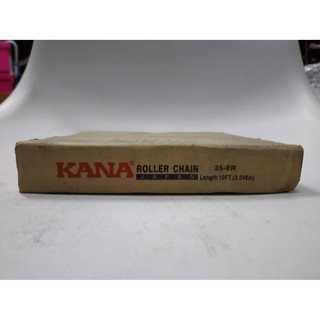 KANA® ROLLER CHAIN 35-2R
JAPAN Length 10FT (3.048m)